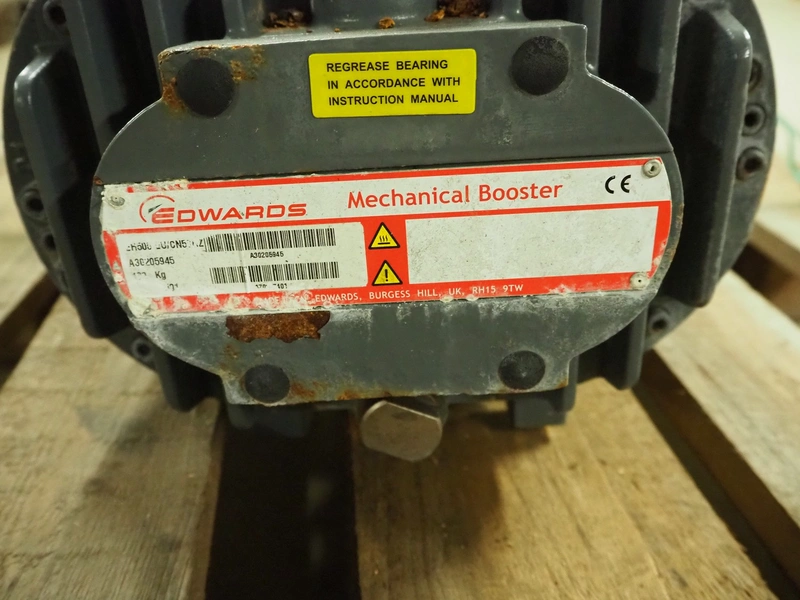 REGREASE BEARING
IN ACCORDANCE WITH
INSTRUCTION MANUAL
EDWARDS Mechanical Booster CE
A30205945
A30205945
Kg
EDWARDS, BURGESS HILL, UK, RH15 9TW